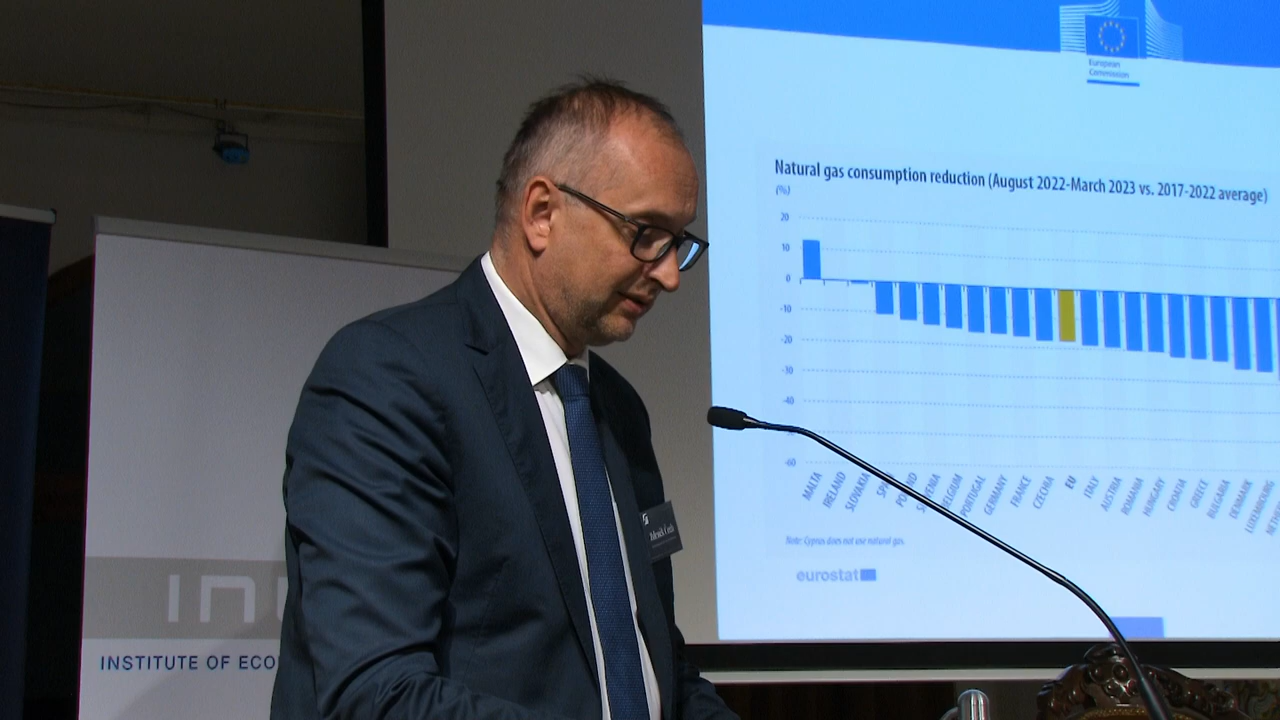 European
Commission
Natural gas consumption reduction (August 2022-March 2023 vs. 2017-2022 average)
(%)
20
10
0
-10
-20
-30
-40
-60
MALTA
IRELAND
SLOVAKIA
BELGIUM
PORTUGAL
GERMANY
FRANCE
CZECHIA
EU
ITALY
AUSTRIA
ROMANIA
HUNGARY
CROATIA
GREECE
BULGARIA
DENMARK
LUXEMBOURG
Note: Cyprus does not use natural gas.
eurostat
INSTITUTE OF ECO